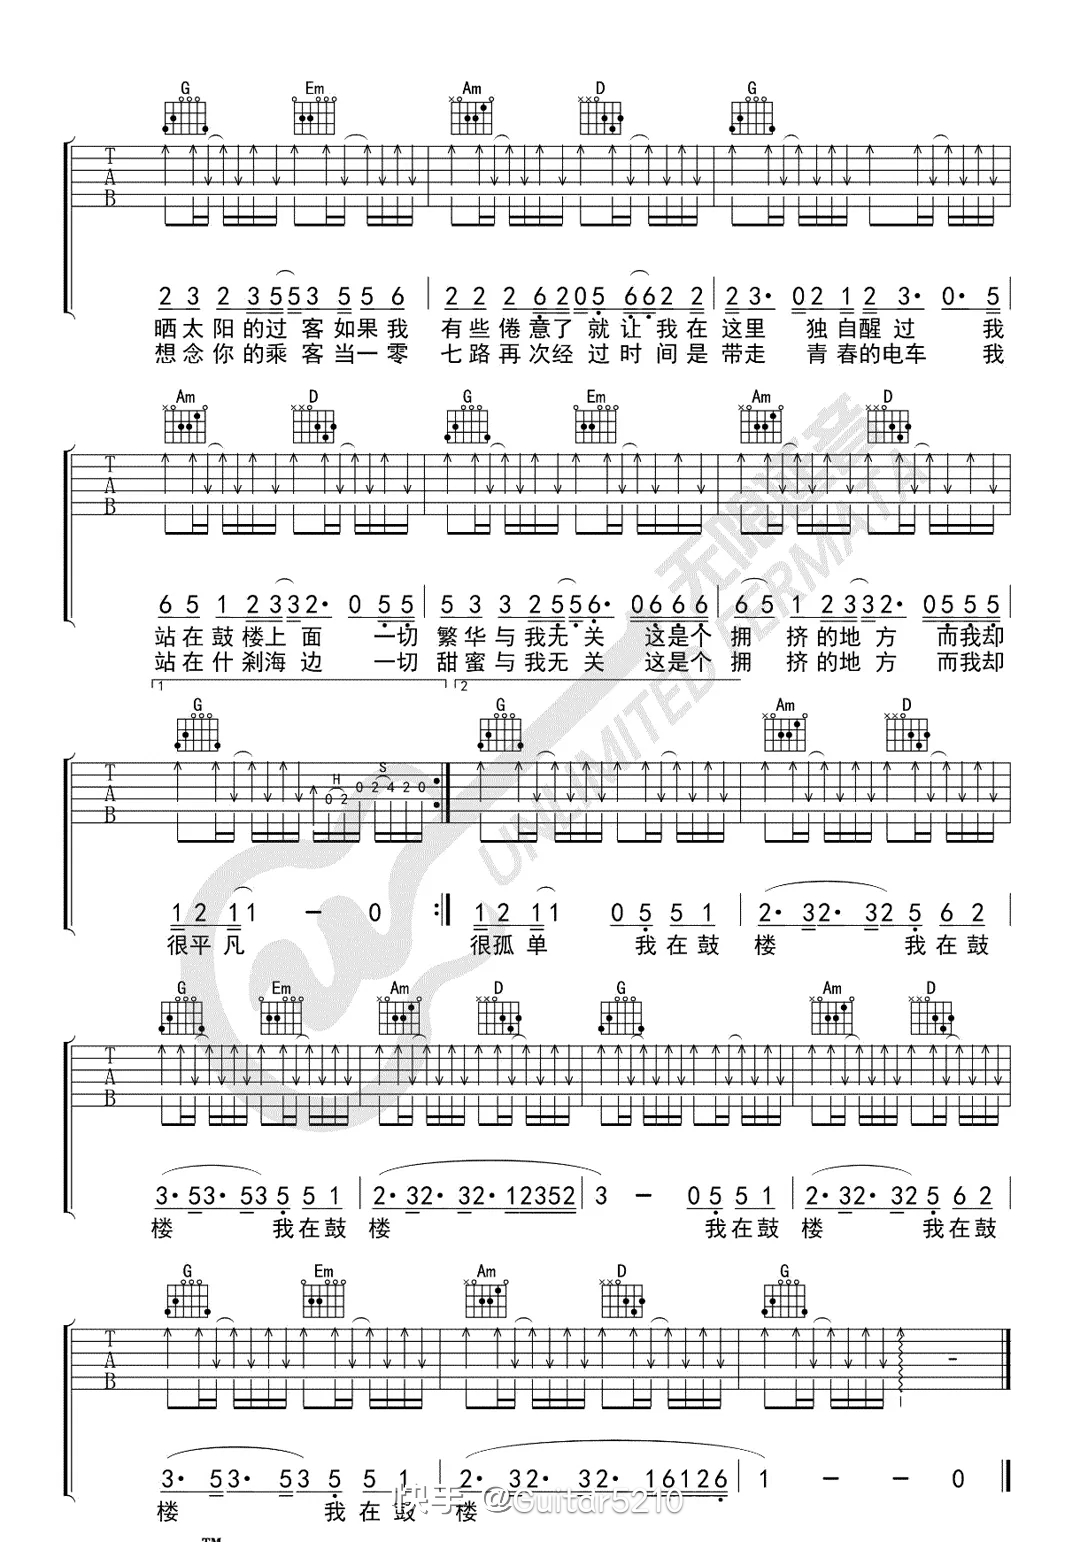 G Em Am D G
T
A
B
2 3 2 3 5 5 3 5 5 6 | 2 2 2 6 2 0 5 6 6 2 2 | 2 3· 0 2 1 2 3· 0· 5
晒太阳的过客如果我 有些倦意了就让我在这里 独自醒过 我
想念你的乘客当一零 七路再次经过时间是带走 青春的电车 我
Am D G Em Am D
T
A
B
6 5 1 2 3 3 2· 0 5 5 | 5 3 3 2 5 5 6· 0 6 6 6 | 6 5 1 2 3 3 2· 0 5 5 5
站在鼓楼上面 一切繁华与我无关 这是个拥挤的地方 而我却
站在什刹海边 一切甜蜜与我无关 这是个拥挤的地方 而我却
1 2
G G Am D
H S
T
A
B
0 2 0 2 4 2 0
1 2 1 1 – 0 :| 1 2 1 1 0 5 5 1 | 2· 3 2· 3 2 5 6 2 |
很平凡 很孤单 我在鼓楼 我在鼓
G Em Am D G Am D
T
A
B
3· 5 3· 5 3 5 5 1 | 2· 3 2· 3 2· 1 2 3 5 2 | 3 – 0 5 5 1 | 2· 3 2· 3 2 5 6 2 |
楼 我在鼓楼 我在鼓楼 我在鼓
G Em Am D G
T
A
B
3· 5 3· 5 3 5 5 1 | 2· 3 2· 3 2· 1 6 1 2 6 | 1 – – 0
楼 我在鼓楼
无限延音
UNLIMITED FERMATA
快手 @Guitar5210
TM